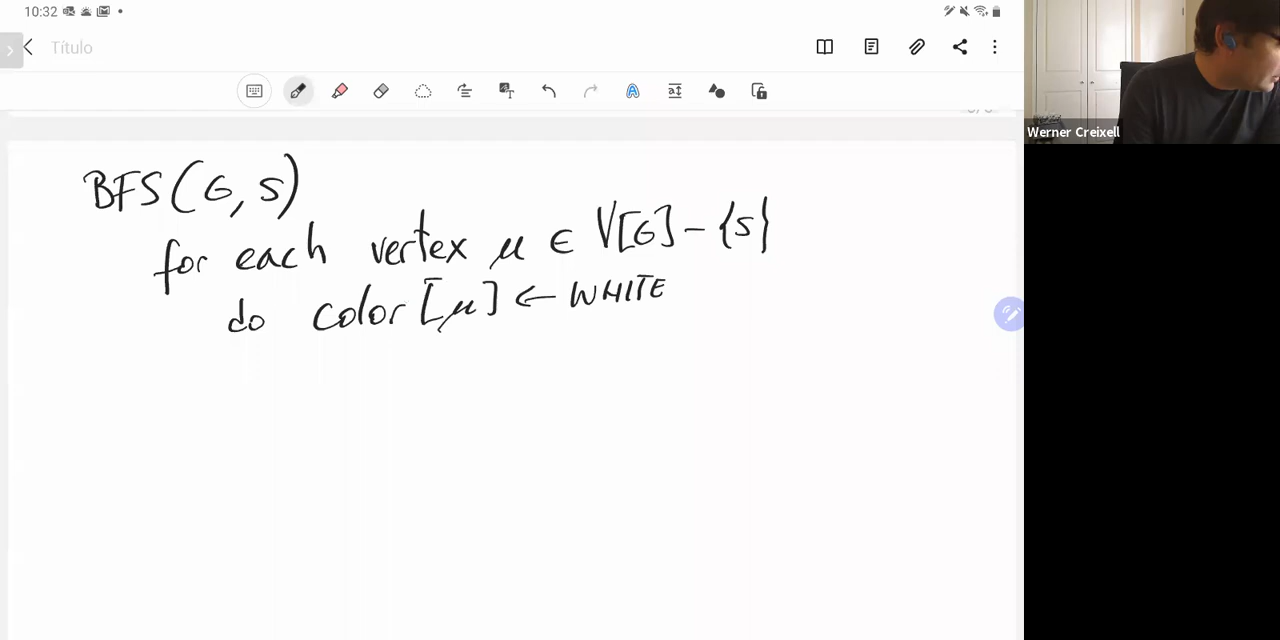 10:32
Título
BFS(G, S)
for each vertex μ ∈ V[G] - {S}
do color[μ] ← WHITE
Werner Creixell